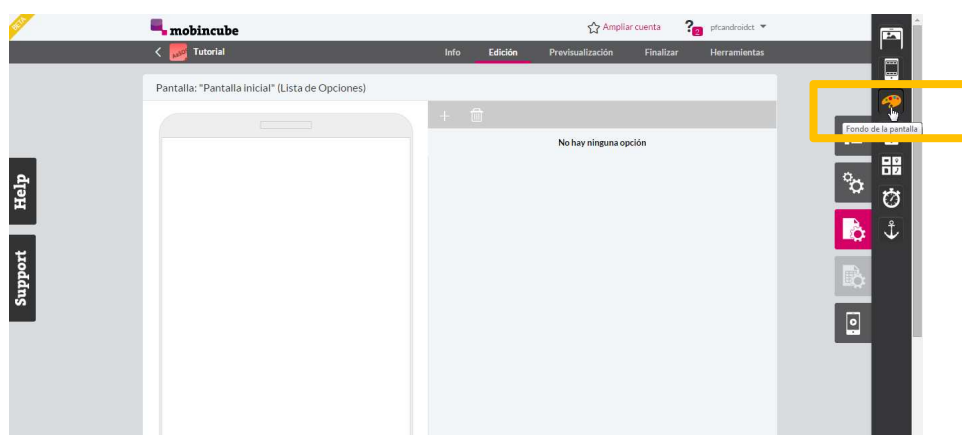 BETA
mobincube
Ampliar cuenta
? 2
pfcandroidct
Tutorial
Info
Edición
Previsualización
Finalizar
Herramientas
Pantalla: "Pantalla inicial" (Lista de Opciones)
No hay ninguna opción
Fondo de la pantalla
Help
Support